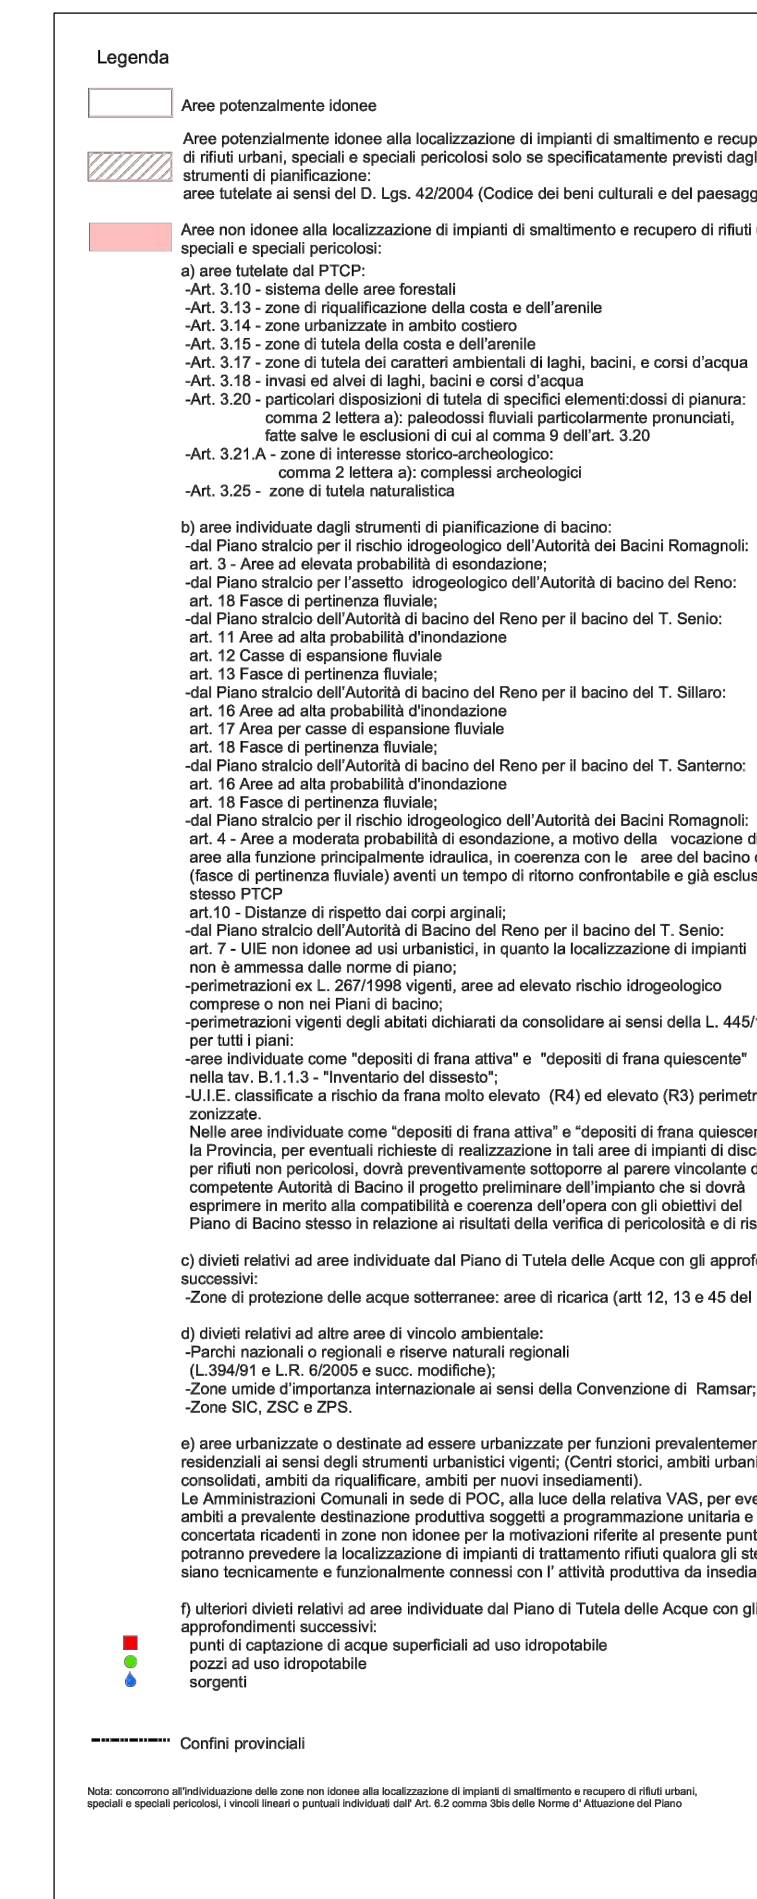 Legenda
Aree potenzalmente idonee
Aree potenzialmente idonee alla localizzazione di impianti di smaltimento e recup
di rifiuti urbani, speciali e speciali pericolosi solo se specificatamente previsti dagl
strumenti di pianificazione:
aree tutelate ai sensi del D. Lgs. 42/2004 (Codice dei beni culturali e del paesagg
Aree non idonee alla localizzazione di impianti di smaltimento e recupero di rifiuti
speciali e speciali pericolosi:
a) aree tutelate dal PTCP:
-Art. 3.10 - sistema delle aree forestali
-Art. 3.13 - zone di riqualificazione della costa e dell'arenile
-Art. 3.14 - zone urbanizzate in ambito costiero
-Art. 3.15 - zone di tutela della costa e dell'arenile
-Art. 3.17 - zone di tutela dei caratteri ambientali di laghi, bacini, e corsi d'acqua
-Art. 3.18 - invasi ed alvei di laghi, bacini e corsi d'acqua
-Art. 3.20 - particolari disposizioni di tutela di specifici elementi:dossi di pianura:
comma 2 lettera a): paleodossi fluviali particolarmente pronunciati,
fatte salve le esclusioni di cui al comma 9 dell'art. 3.20
-Art. 3.21.A - zone di interesse storico-archeologico:
comma 2 lettera a): complessi archeologici
-Art. 3.25 - zone di tutela naturalistica
b) aree individuate dagli strumenti di pianificazione di bacino:
-dal Piano stralcio per il rischio idrogeologico dell'Autorità dei Bacini Romagnoli:
art. 3 - Aree ad elevata probabilità di esondazione;
-dal Piano stralcio per l'assetto idrogeologico dell'Autorità di bacino del Reno:
art. 18 Fasce di pertinenza fluviale;
-dal Piano stralcio dell'Autorità di bacino del Reno per il bacino del T. Senio:
art. 11 Aree ad alta probabilità d'inondazione
art. 12 Casse di espansione fluviale
art. 13 Fasce di pertinenza fluviale;
-dal Piano stralcio dell'Autorità di bacino del Reno per il bacino del T. Sillaro:
art. 16 Aree ad alta probabilità d'inondazione
art. 17 Area per casse di espansione fluviale
art. 18 Fasce di pertinenza fluviale;
-dal Piano stralcio dell'Autorità di bacino del Reno per il bacino del T. Santerno:
art. 16 Aree ad alta probabilità d'inondazione
art. 18 Fasce di pertinenza fluviale;
-dal Piano stralcio per il rischio idrogeologico dell'Autorità dei Bacini Romagnoli:
art. 4 - Aree a moderata probabilità di esondazione, a motivo della vocazione di
aree alla funzione principalmente idraulica, in coerenza con le aree del bacino
(fasce di pertinenza fluviale) aventi un tempo di ritorno confrontabile e già esclus
stesso PTCP
art.10 - Distanze di rispetto dai corpi arginali;
-dal Piano stralcio dell'Autorità di Bacino del Reno per il bacino del T. Senio:
art. 7 - UIE non idonee ad usi urbanistici, in quanto la localizzazione di impianti
non è ammessa dalle norme di piano;
-perimetrazioni ex L. 267/1998 vigenti, aree ad elevato rischio idrogeologico
comprese o non nei Piani di bacino;
-perimetrazioni vigenti degli abitati dichiarati da consolidare ai sensi della L. 445/
per tutti i piani:
-aree individuate come "depositi di frana attiva" e "depositi di frana quiescente"
nella tav. B.1.1.3 - "Inventario del dissesto";
-U.I.E. classificate a rischio da frana molto elevato (R4) ed elevato (R3) perimetr
zonizzate.
Nelle aree individuate come “depositi di frana attiva” e “depositi di frana quiescen
la Provincia, per eventuali richieste di realizzazione in tali aree di impianti di disc
per rifiuti non pericolosi, dovrà preventivamente sottoporre al parere vincolante d
competente Autorità di Bacino il progetto preliminare dell'impianto che si dovrà
esprimere in merito alla compatibilità e coerenza dell'opera con gli obiettivi del
Piano di Bacino stesso in relazione ai risultati della verifica di pericolosità e di ris
c) divieti relativi ad aree individuate dal Piano di Tutela delle Acque con gli approf
successivi:
-Zone di protezione delle acque sotterranee: aree di ricarica (artt 12, 13 e 45 del
d) divieti relativi ad altre aree di vincolo ambientale:
-Parchi nazionali o regionali e riserve naturali regionali
(L.394/91 e L.R. 6/2005 e succ. modifiche);
-Zone umide d'importanza internazionale ai sensi della Convenzione di Ramsar;
-Zone SIC, ZSC e ZPS.
e) aree urbanizzate o destinate ad essere urbanizzate per funzioni prevalentemen
residenziali ai sensi degli strumenti urbanistici vigenti; (Centri storici, ambiti urbani
consolidati, ambiti da riqualificare, ambiti per nuovi insediamenti).
Le Amministrazioni Comunali in sede di POC, alla luce della relativa VAS, per eve
ambiti a prevalente destinazione produttiva soggetti a programmazione unitaria e
concertata ricadenti in zone non idonee per la motivazioni riferite al presente punt
potranno prevedere la localizzazione di impianti di trattamento rifiuti qualora gli ste
siano tecnicamente e funzionalmente connessi con l' attività produttiva da insedia
f) ulteriori divieti relativi ad aree individuate dal Piano di Tutela delle Acque con gli
approfondimenti successivi:
punti di captazione di acque superficiali ad uso idropotabile
pozzi ad uso idropotabile
sorgenti
Confini provinciali
Nota: concorrono all'individuazione delle zone non idonee alla localizzazione di impianti di smaltimento e recupero di rifiuti urbani,
speciali e speciali pericolosi, i vincoli lineari o puntuali individuati dall' Art. 6.2 comma 3bis delle Norme d' Attuazione del Piano